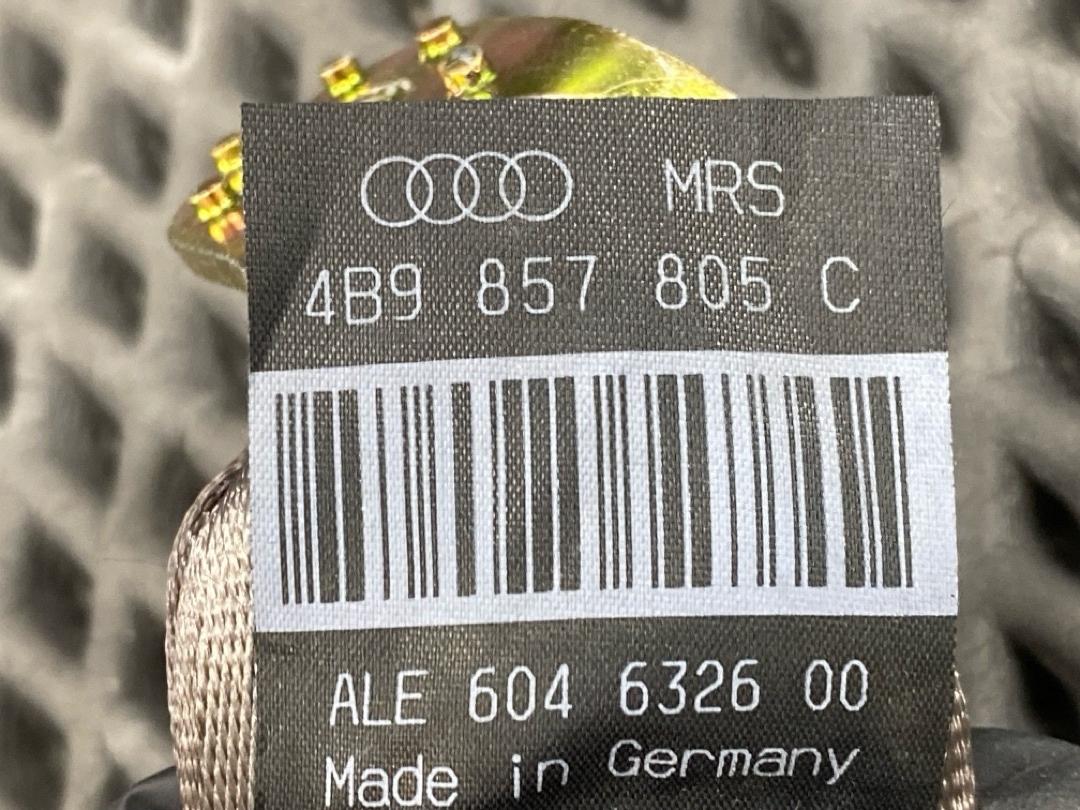 MRS
4B9 857 805 C
ALE 604 6326 00
Made in Germany